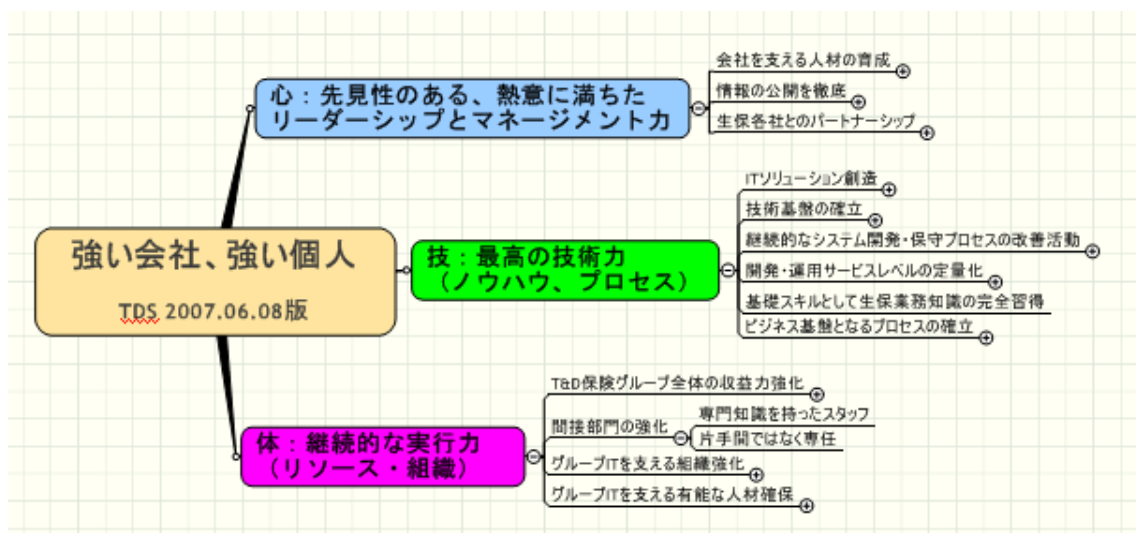 強い会社、強い個人
TDS 2007.06.08版
心：先見性のある、熱意に満ちた
リーダーシップとマネージメント力
会社を支える人材の育成
情報の公開を徹底
生保各社とのパートナーシップ
技：最高の技術力
（ノウハウ、プロセス）
ITソリューション創造
技術基盤の確立
継続的なシステム開発・保守プロセスの改善活動
開発・運用サービスレベルの定量化
基礎スキルとして生保業務知識の完全習得
ビジネス基盤となるプロセスの確立
体：継続的な実行力
（リソース・組織）
T&D保険グループ全体の収益力強化
間接部門の強化
専門知識を持ったスタッフ
片手間ではなく専任
グループITを支える組織強化
グループITを支える有能な人材確保